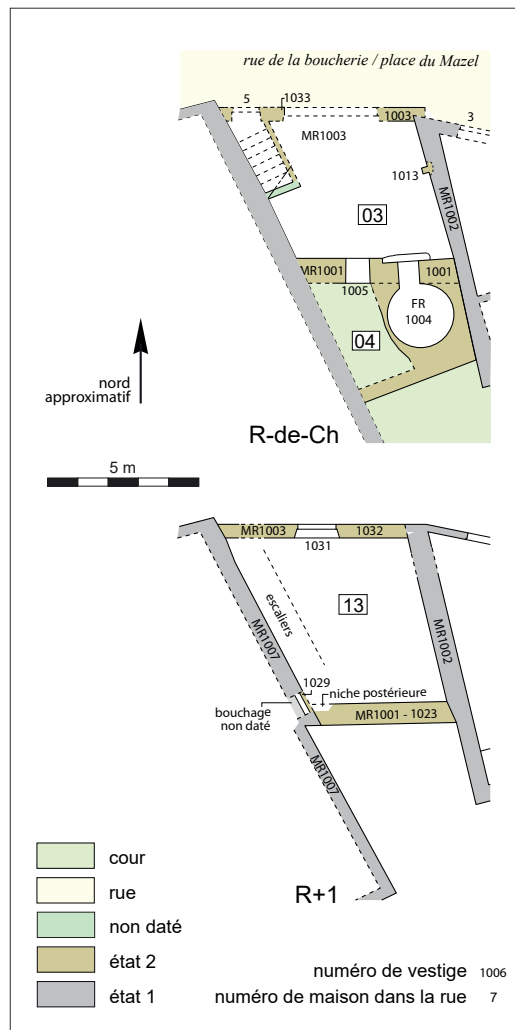 rue de la boucherie / place du Mazel
5
1033
1003
3
MR1003
1013
MR1002
03
MR1001
1001
1005
FR
1004
04
nord
approximatif
R-de-Ch
5 m
MR1003
1032
1031
escaliers
13
MR1007
MR1002
1029
niche postérieure
bouchage
non daté
MR1001 - 1023
MR1007
R+1
cour
rue
non daté
état 2
état 1
numéro de vestige 1006
numéro de maison dans la rue 7